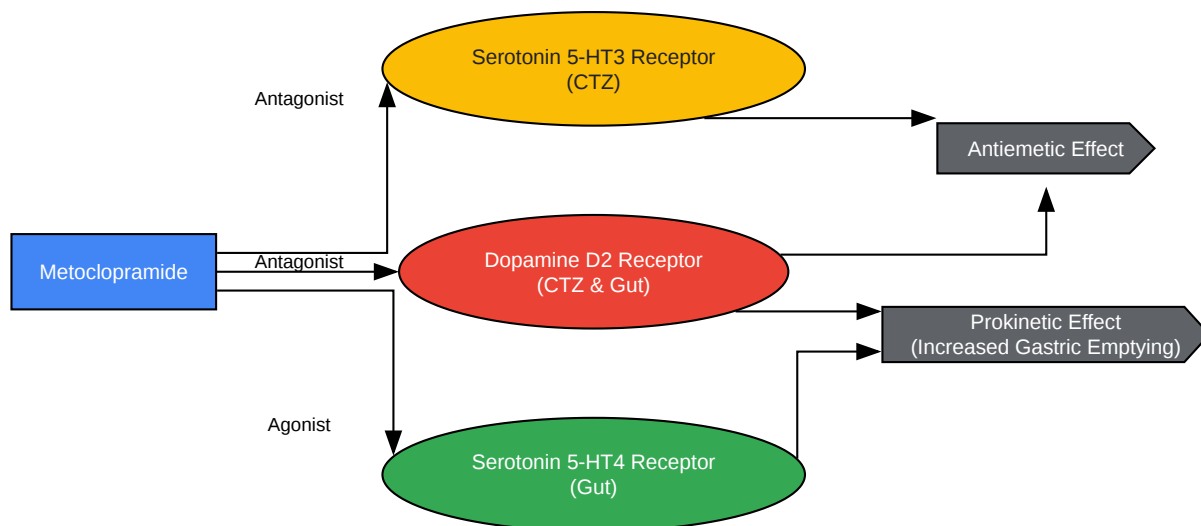 Serotonin 5-HT3 Receptor
(CTZ)
Antagonist
Antiemetic Effect
Metoclopramide
Antagonist
Dopamine D2 Receptor
(CTZ & Gut)
Prokinetic Effect
(Increased Gastric Emptying)
Agonist
Serotonin 5-HT4 Receptor
(Gut)